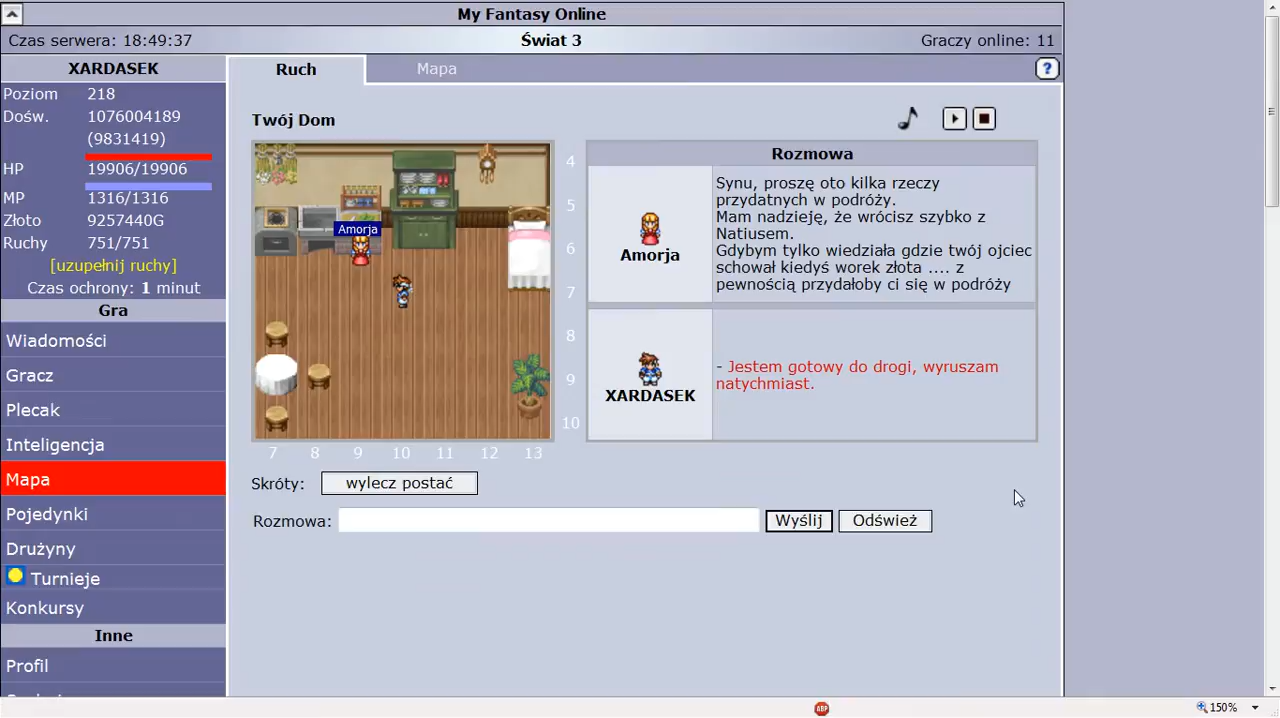 My Fantasy Online
Czas serwera: 18:49:37
Świat 3
Graczy online: 11
XARDASEK
Poziom 218
Dośw. 1076004189
(9831419)
HP 19906/19906
MP 1316/1316
Złoto 9257440G
Ruchy 751/751
[uzupełnij ruchy]
Czas ochrony: 1 minut
Gra
Wiadomości
Gracz
Plecak
Inteligencja
Mapa
Pojedynki
Drużyny
Turnieje
Konkursy
Inne
Profil
Ruch
Mapa
?
Twój Dom
Amorja
4
5
6
7
8
9
10
7 8 9 10 11 12 13
Rozmowa
Amorja
Synu, proszę oto kilka rzeczy
przydatnych w podróży.
Mam nadzieję, że wrócisz szybko z
Natiusem.
Gdybym tylko wiedziała gdzie twój ojciec
schował kiedyś worek złota .... z
pewnością przydałoby ci się w podróży
XARDASEK
- Jestem gotowy do drogi, wyruszam
natychmiast.
Skróty: wylecz postać
Rozmowa: Wyślij Odśwież
ABP
150%